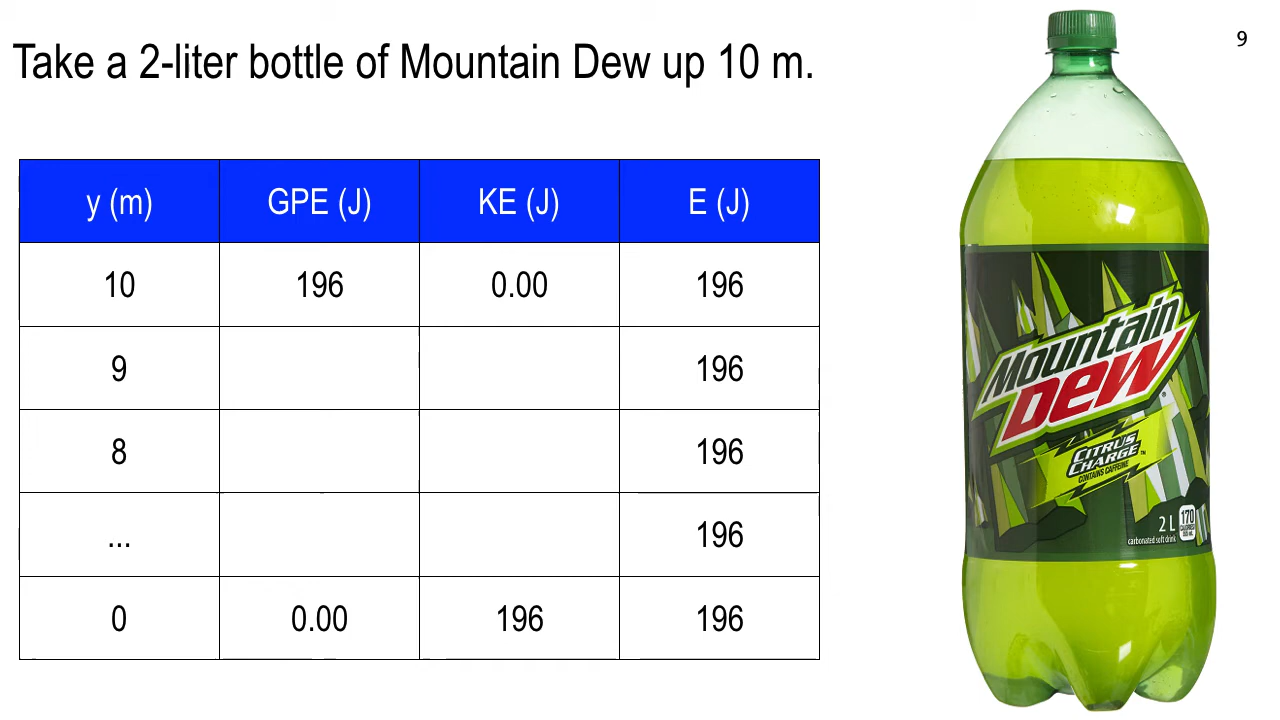 Take a 2-liter bottle of Mountain Dew up 10 m.
9
y (m) GPE (J) KE (J) E (J)
10 196 0.00 196
9 196
8 196
... 196
0 0.00 196 196
Mountain
Dew
CITRUS
CHARGE™
CONTAINS CAFFEINE
2 L
170
carbonated soft drink